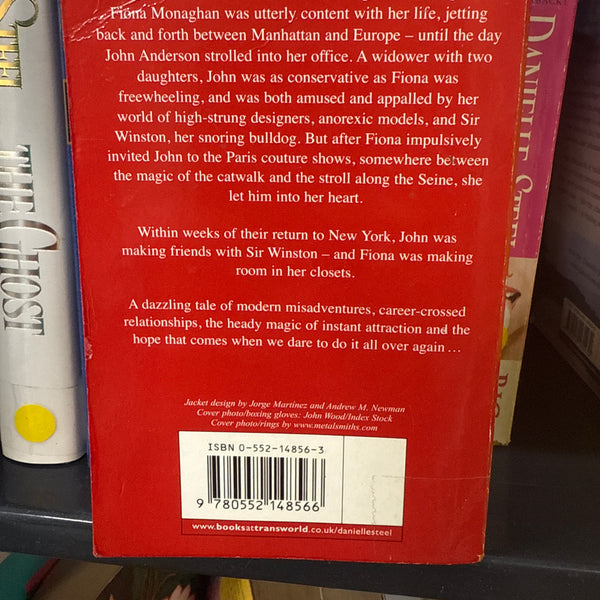 Fiona Monaghan was utterly content with her life, jetting
back and forth between Manhattan and Europe – until the day
John Anderson strolled into her office. A widower with two
daughters, John was as conservative as Fiona was
freewheeling, and was both amused and appalled by her
world of high-strung designers, anorexic models, and Sir
Winston, her snoring bulldog. But after Fiona impulsively
invited John to the Paris couture shows, somewhere between
the magic of the catwalk and the stroll along the Seine, she
let him into her heart.
Within weeks of their return to New York, John was
making friends with Sir Winston – and Fiona was making
room in her closets.
A dazzling tale of modern misadventures, career-crossed
relationships, the heady magic of instant attraction and the
hope that comes when we dare to do it all over again ...
Jacket design by Jorge Martinez and Andrew M. Newman
Cover photo/boxing gloves: John Wood/Index Stock
Cover photo/rings by www.metalsmiths.com
ISBN 0-552-14856-3
9 780552 148566
www.booksattransworld.co.uk/daniellesteel
THE GHOST
DANIELLE STEEL